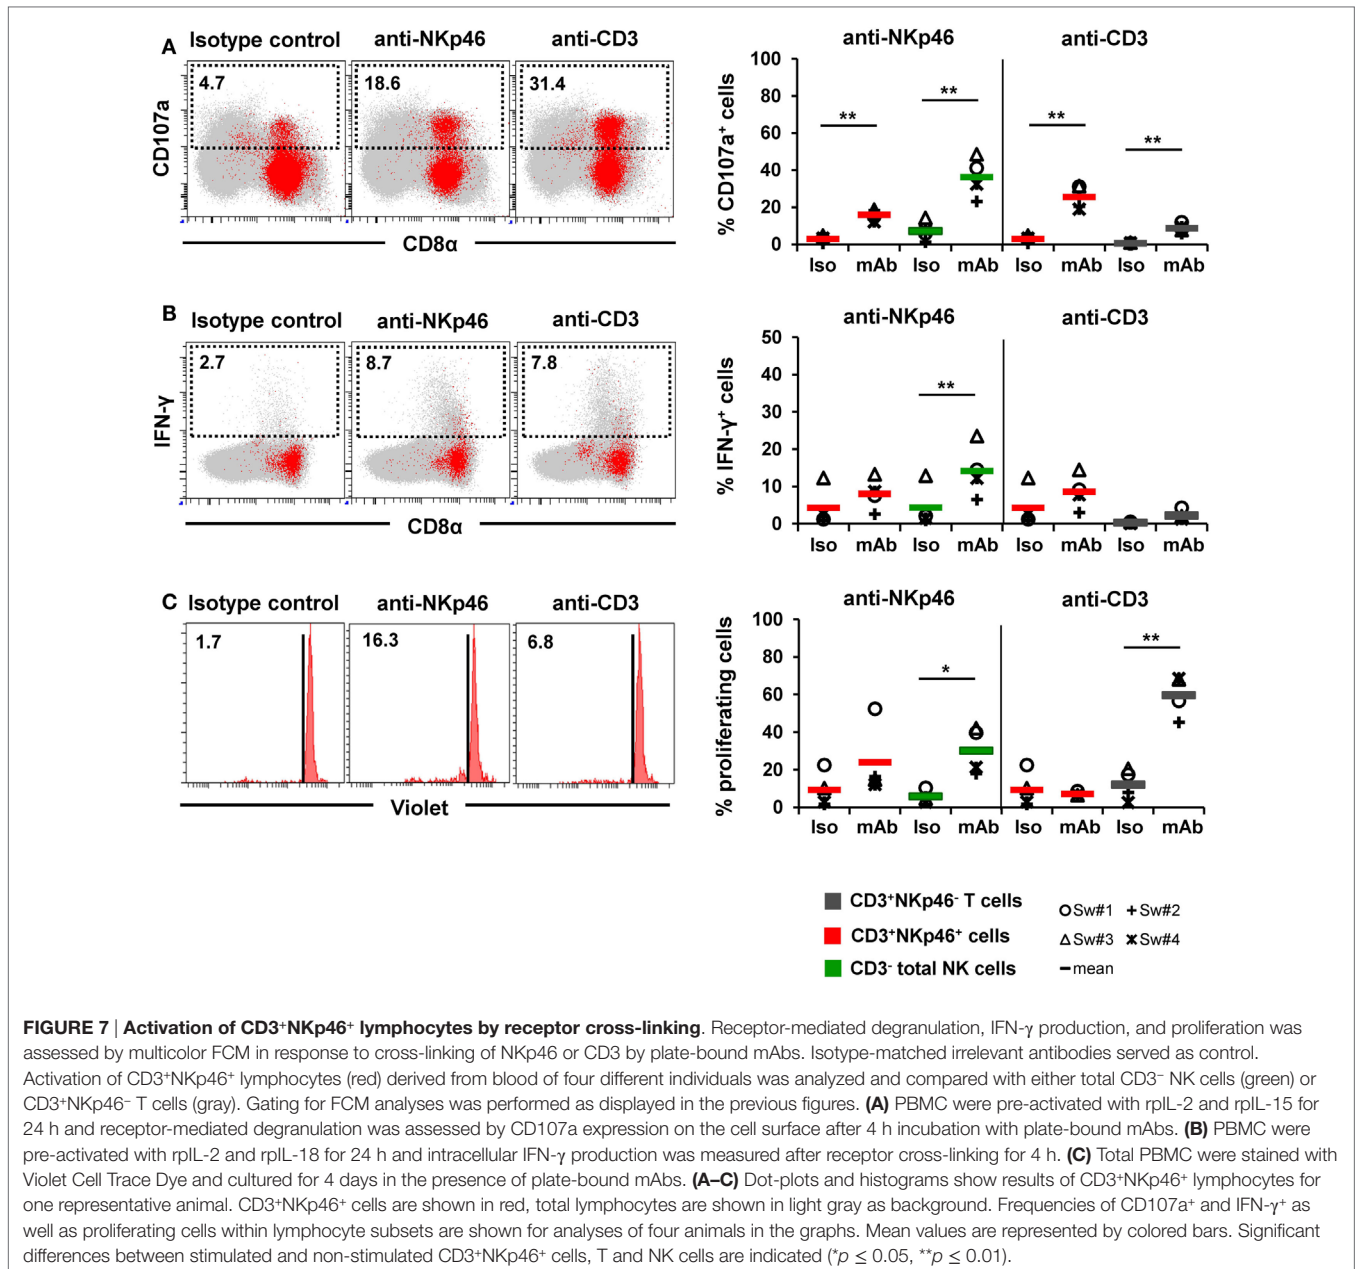 A
Isotype control
anti-NKp46
anti-CD3
4.7
18.6
31.4
CD107a
CD8α
anti-NKp46
anti-CD3
% CD107a⁺ cells
100
80
60
40
20
0
**
**
**
**
Iso mAb Iso mAb Iso mAb Iso mAb
B
Isotype control
anti-NKp46
anti-CD3
2.7
8.7
7.8
IFN-γ
CD8α
anti-NKp46
anti-CD3
% IFN-γ⁺ cells
50
40
30
20
10
0
**
Iso mAb Iso mAb Iso mAb Iso mAb
C
Isotype control
anti-NKp46
anti-CD3
1.7
16.3
6.8
Violet
anti-NKp46
anti-CD3
% proliferating cells
100
80
60
40
20
0
*
**
Iso mAb Iso mAb Iso mAb Iso mAb
CD3⁺NKp46⁻ T cells
CD3⁺NKp46⁺ cells
CD3⁻ total NK cells
Sw#1 Sw#2
Sw#3 Sw#4
mean
FIGURE 7 | Activation of CD3⁺NKp46⁺ lymphocytes by receptor cross-linking. Receptor-mediated degranulation, IFN-γ production, and proliferation was
assessed by multicolor FCM in response to cross-linking of NKp46 or CD3 by plate-bound mAbs. Isotype-matched irrelevant antibodies served as control.
Activation of CD3⁺NKp46⁺ lymphocytes (red) derived from blood of four different individuals was analyzed and compared with either total CD3⁻ NK cells (green) or
CD3⁺NKp46⁻ T cells (gray). Gating for FCM analyses was performed as displayed in the previous figures. (A) PBMC were pre-activated with rpIL-2 and rpIL-15 for
24 h and receptor-mediated degranulation was assessed by CD107a expression on the cell surface after 4 h incubation with plate-bound mAbs. (B) PBMC were
pre-activated with rpIL-2 and rpIL-18 for 24 h and intracellular IFN-γ production was measured after receptor cross-linking for 4 h. (C) Total PBMC were stained with
Violet Cell Trace Dye and cultured for 4 days in the presence of plate-bound mAbs. (A–C) Dot-plots and histograms show results of CD3⁺NKp46⁺ lymphocytes for
one representative animal. CD3⁺NKp46⁺ cells are shown in red, total lymphocytes are shown in light gray as background. Frequencies of CD107a⁺ and IFN-γ⁺ as
well as proliferating cells within lymphocyte subsets are shown for analyses of four animals in the graphs. Mean values are represented by colored bars. Significant
differences between stimulated and non-stimulated CD3⁺NKp46⁺ cells, T and NK cells are indicated (*p ≤ 0.05, **p ≤ 0.01).